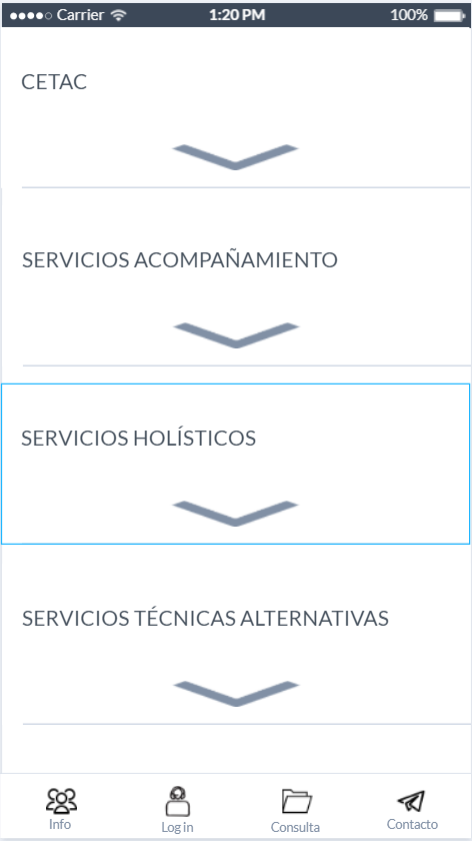 Carrier 1:20 PM 100%
CETAC
SERVICIOS ACOMPAÑAMIENTO
SERVICIOS HOLÍSTICOS
SERVICIOS TÉCNICAS ALTERNATIVAS
Info Log in Consulta Contacto